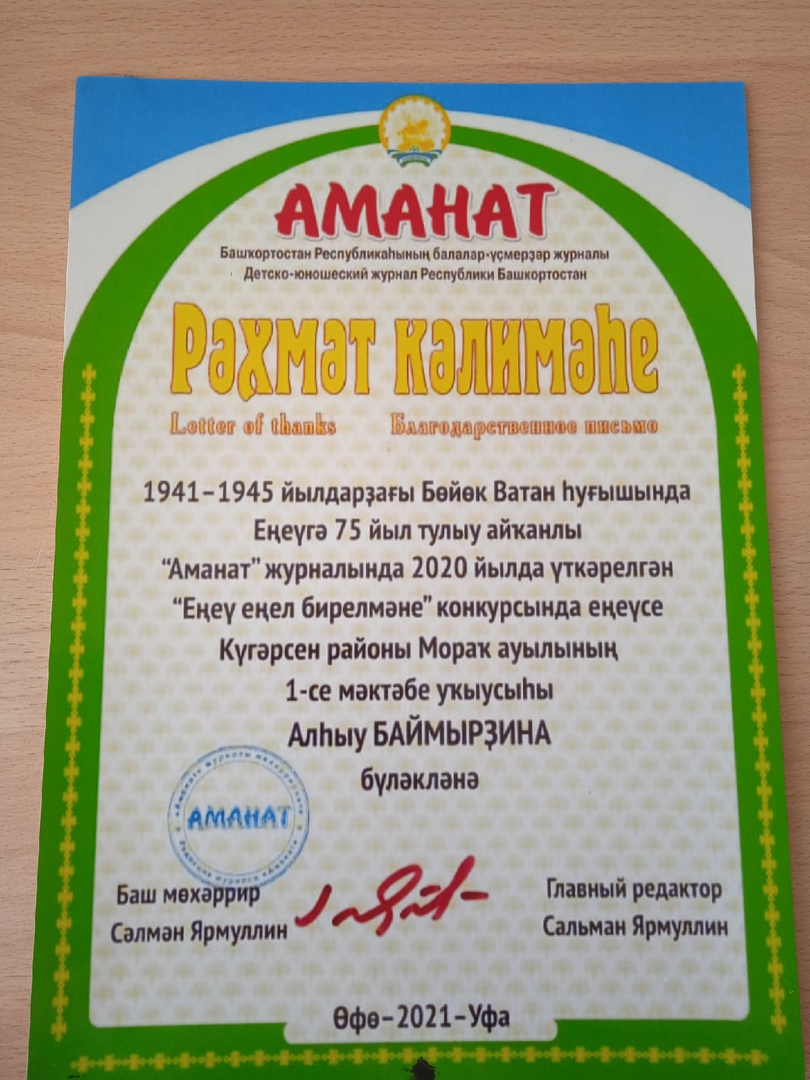 АМАНАТ
Башҡортостан Республикаһының балалар-үҫмерҙәр журналы
Детско-юношеский журнал Республики Башкортостан
Рәхмәт кәлимәһе
Letter of thanks Благодарственное письмо
1941–1945 йылдарҙағы Бөйөк Ватан һуғышында
Еңеүгә 75 йыл тулыу айҡанлы
“Аманат” журналында 2020 йылда үткәрелгән
“Еңеү еңел бирелмәне” конкурсында еңеүсе
Күгәрсен районы Мораҡ ауылының
1-се мәктәбе уҡыусыһы
Алһыу БАЙМЫРҘИНА
бүләкләнә
АМАНАТ
Баш мөхәррир
Сәлмән Ярмуллин
Главный редактор
Сальман Ярмуллин
Өфө–2021–Уфа